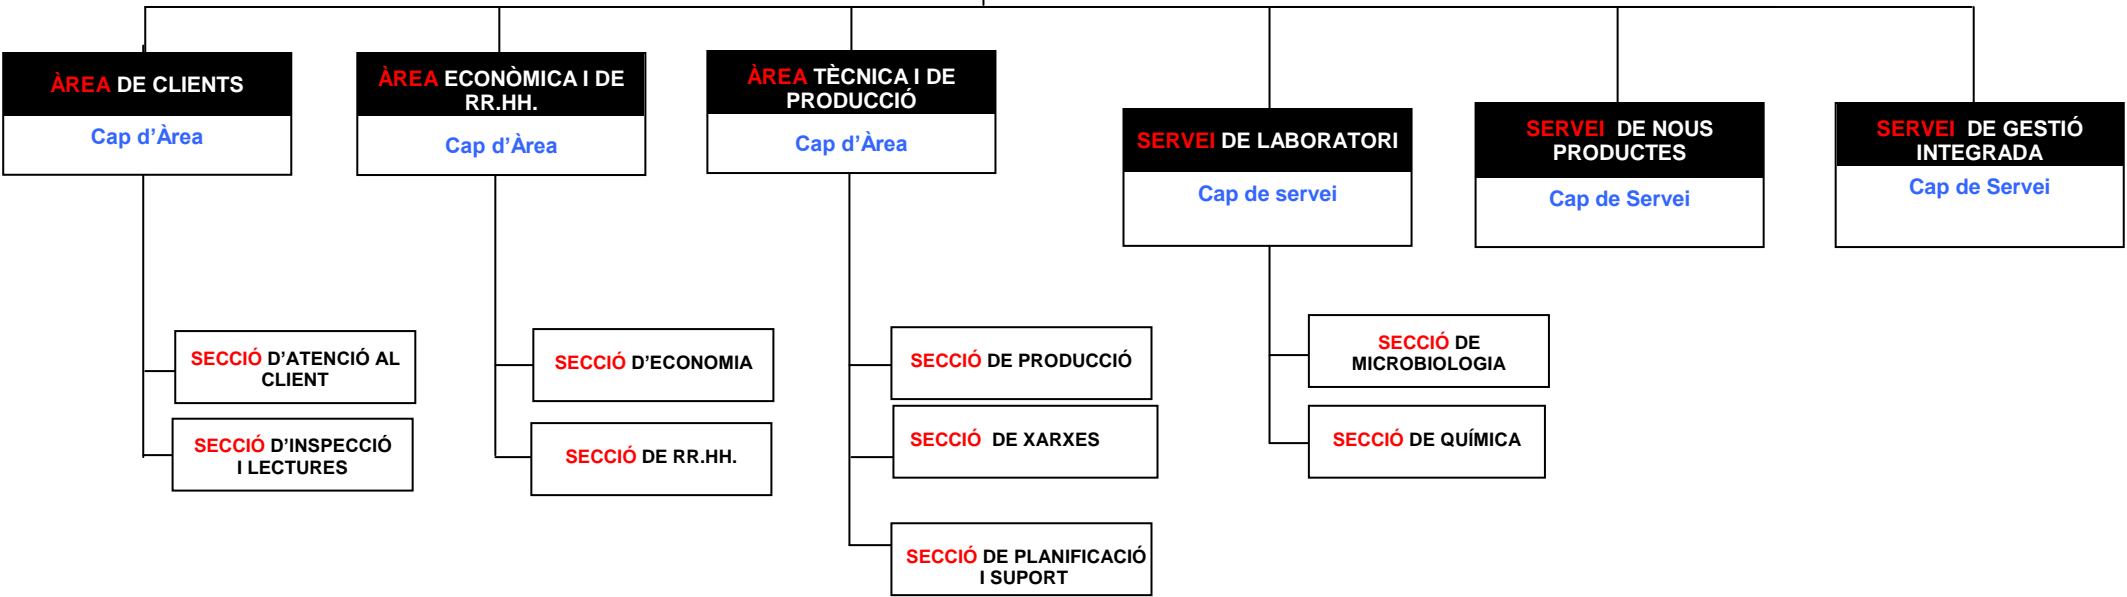 ÀREA DE CLIENTS
Cap d'Àrea
ÀREA ECONÒMICA I DE
RR.HH.
Cap d'Àrea
ÀREA TÈCNICA I DE
PRODUCCIÓ
Cap d'Àrea
SERVEI DE LABORATORI
Cap de servei
SERVEI  DE NOUS
PRODUCTES
Cap de Servei
SERVEI  DE GESTIÓ
INTEGRADA
Cap de Servei
SECCIÓ D'ATENCIÓ AL
CLIENT
SECCIÓ D'INSPECCIÓ
I LECTURES
SECCIÓ D'ECONOMIA
SECCIÓ DE RR.HH.
SECCIÓ DE PRODUCCIÓ
SECCIÓ  DE XARXES
SECCIÓ DE PLANIFICACIÓ
I SUPORT
SECCIÓ DE
MICROBIOLOGIA
SECCIÓ DE QUÍMICA